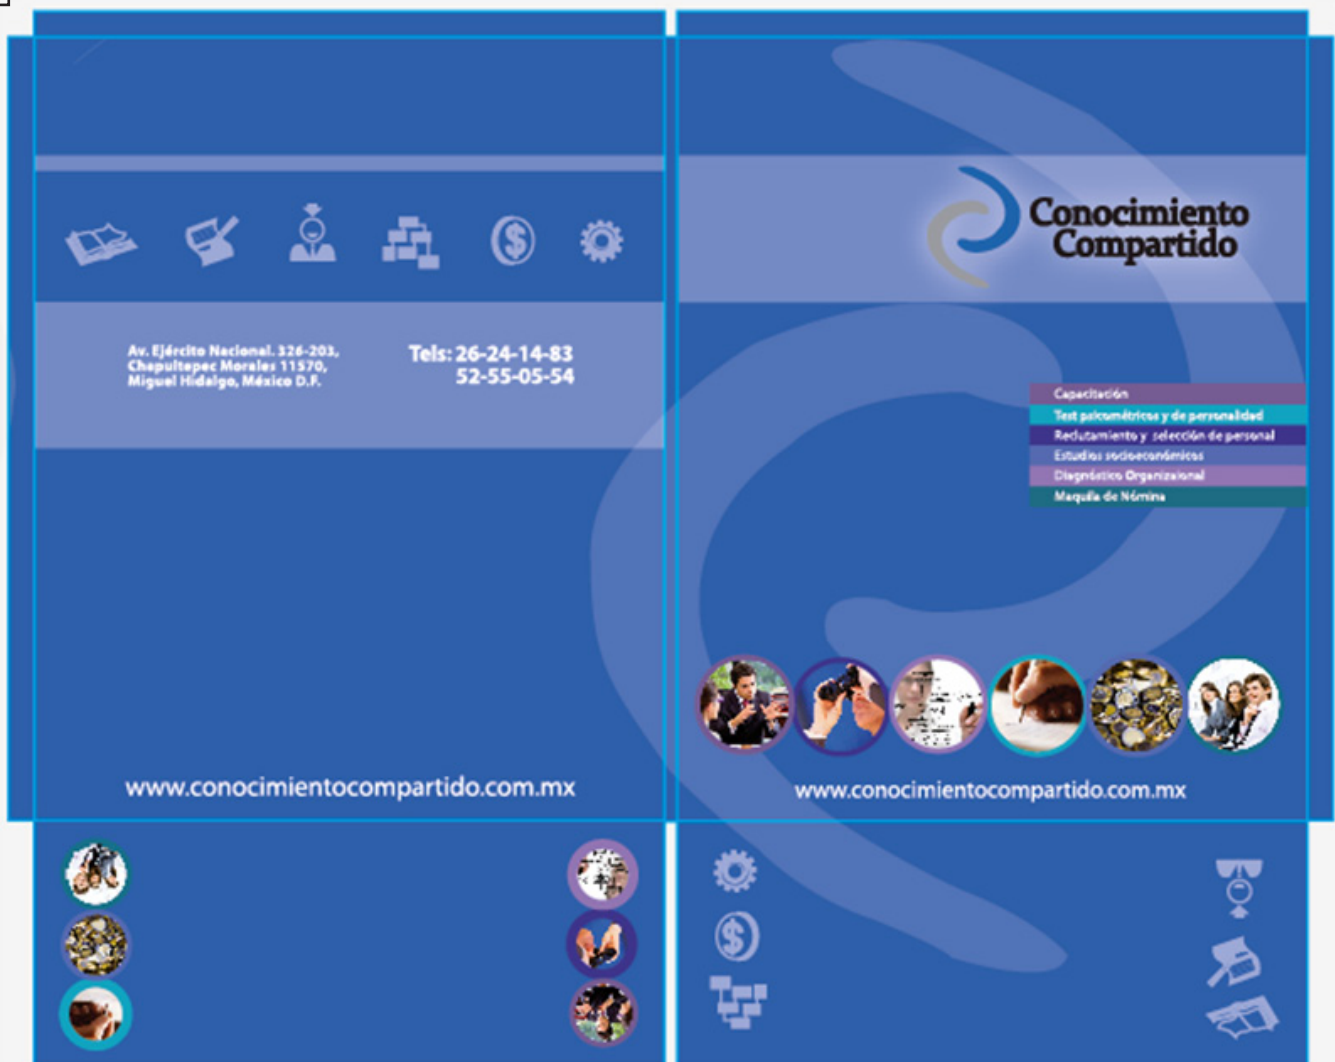 Av. Ejército Nacional. 326-203,
Chapultepec Morales 11570,
Miguel Hidalgo, México D.F.
Tels: 26-24-14-83
52-55-05-54
www.conocimientocompartido.com.mx
Conocimiento
Compartido
Capacitación
Test psicométricos y de personalidad
Reclutamiento y selección de personal
Estudios socioeconómicos
Diagnóstico Organizaional
Maquila de Nómina
www.conocimientocompartido.com.mx